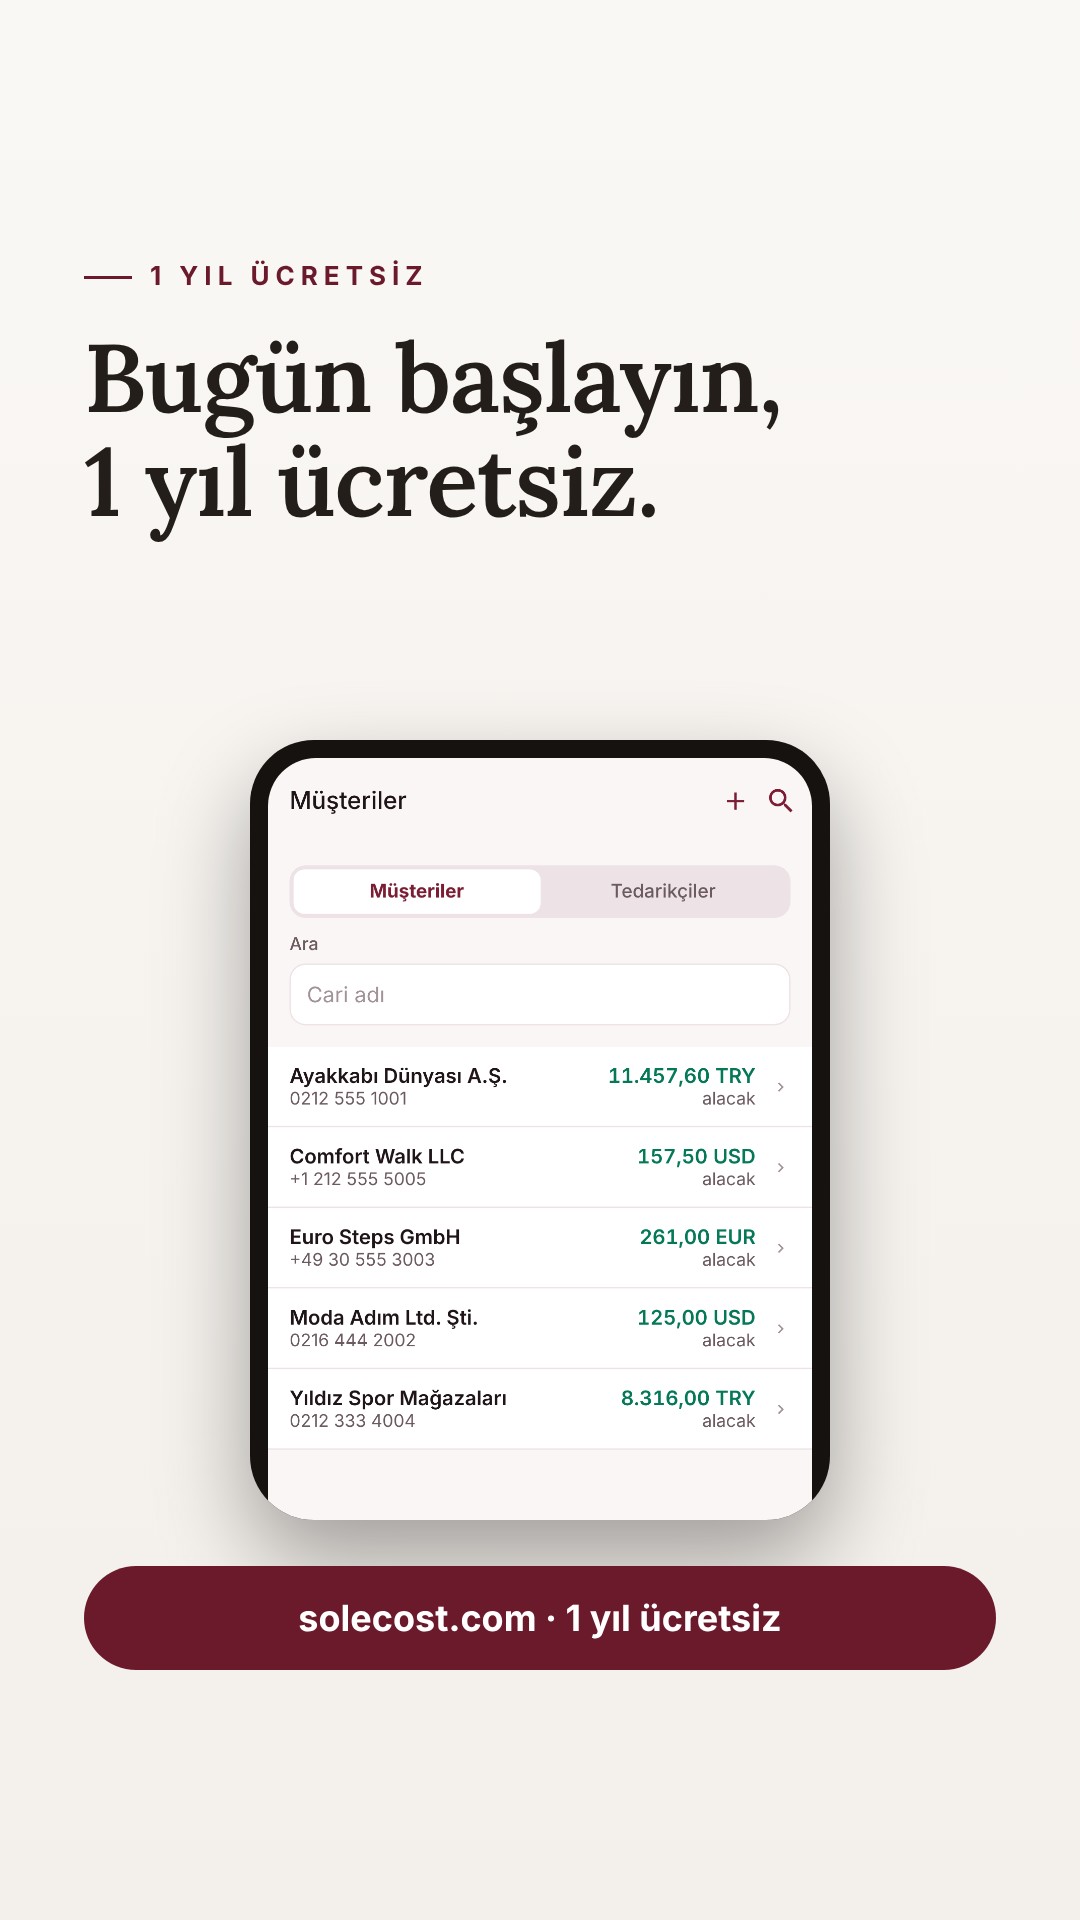 1 YIL ÜCRETSİZ
Bugün başlayın,
1 yıl ücretsiz.
Müşteriler
Müşteriler
Tedarikçiler
Ara
Cari adı
Ayakkabı Dünyası A.Ş.
11.457,60 TRY
0212 555 1001
alacak
Comfort Walk LLC
157,50 USD
+1 212 555 5005
alacak
Euro Steps GmbH
261,00 EUR
+49 30 555 3003
alacak
Moda Adım Ltd. Şti.
125,00 USD
0216 444 2002
alacak
Yıldız Spor Mağazaları
8.316,00 TRY
0212 333 4004
alacak
solecost.com · 1 yıl ücretsiz